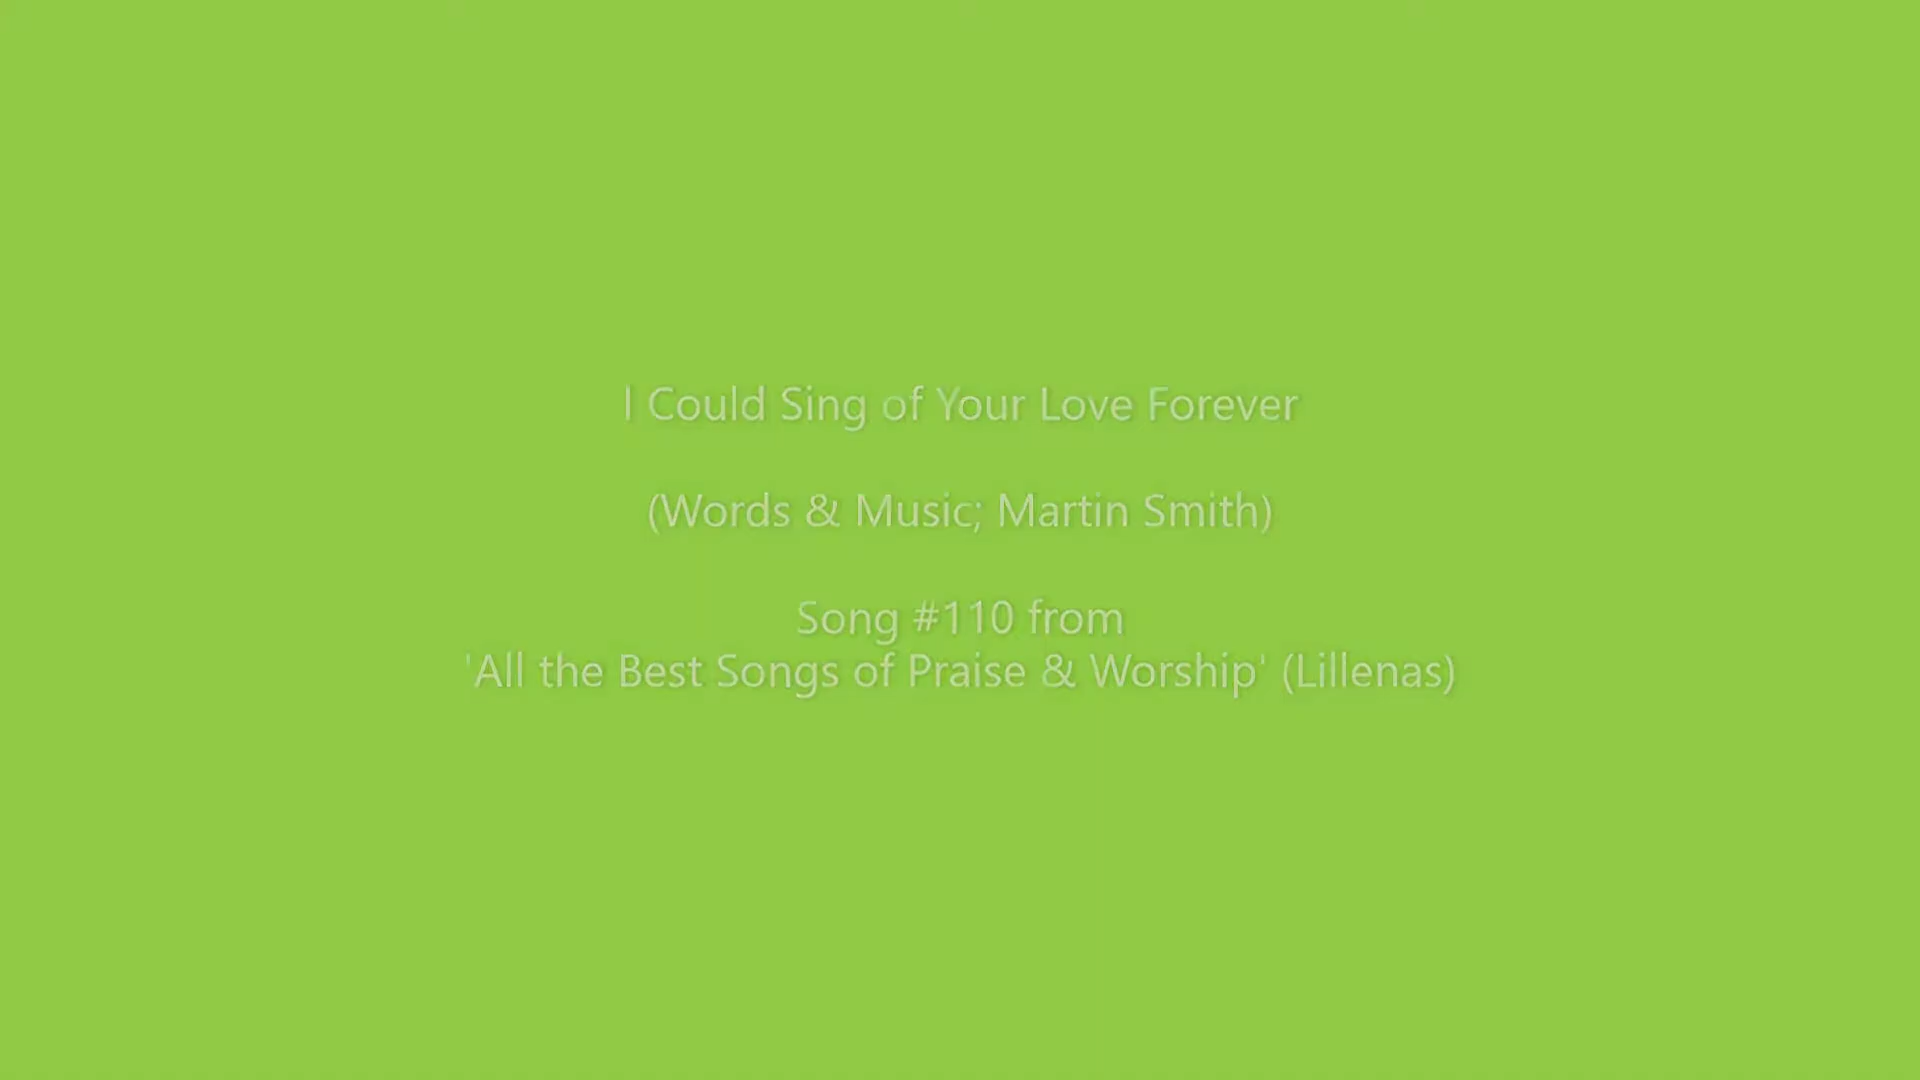 I Could Sing of Your Love Forever
(Words & Music; Martin Smith)
Song #110 from
'All the Best Songs of Praise & Worship' (Lillenas)